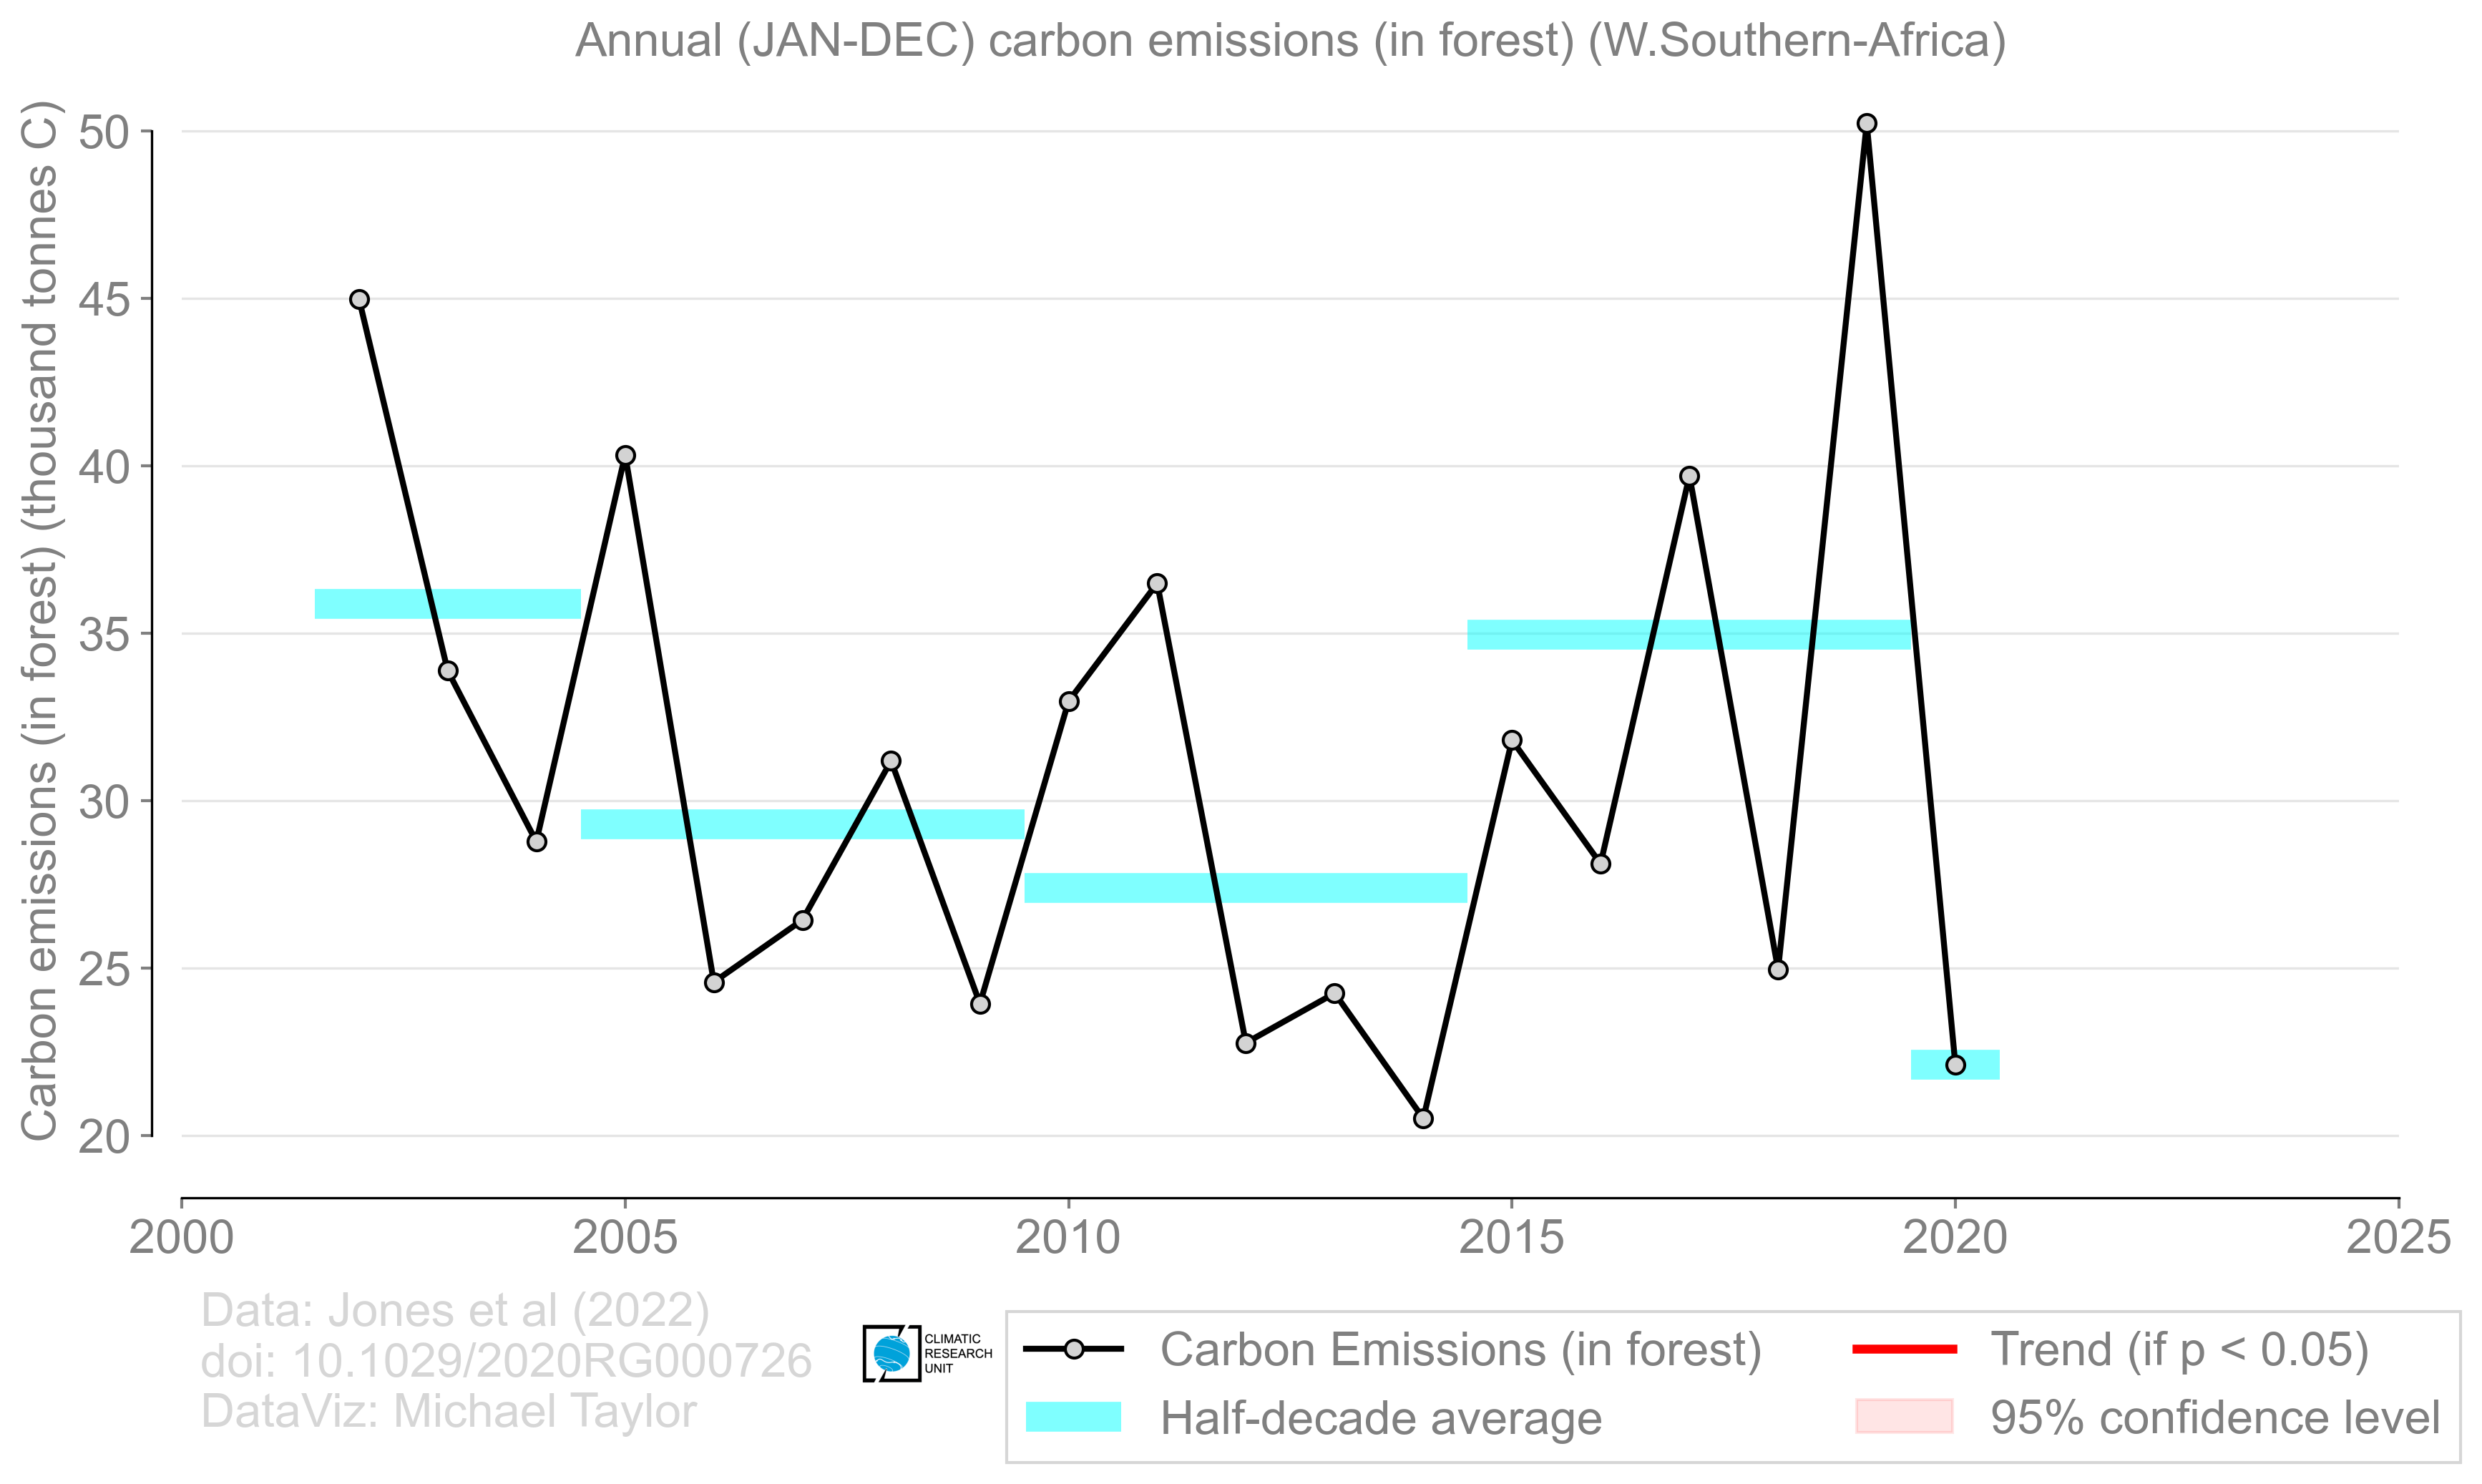 Annual (JAN-DEC) carbon emissions (in forest) (W.Southern-Africa)
Carbon emissions (in forest) (thousand tonnes C)
50
45
40
35
30
25
20
2000
2005
2010
2015
2020
2025
Data: Jones et al (2022)
doi: 10.1029/2020RG000726
DataViz: Michael Taylor
CLIMATIC
RESEARCH
UNIT
Carbon Emissions (in forest)
Half-decade average
Trend (if p < 0.05)
95% confidence level